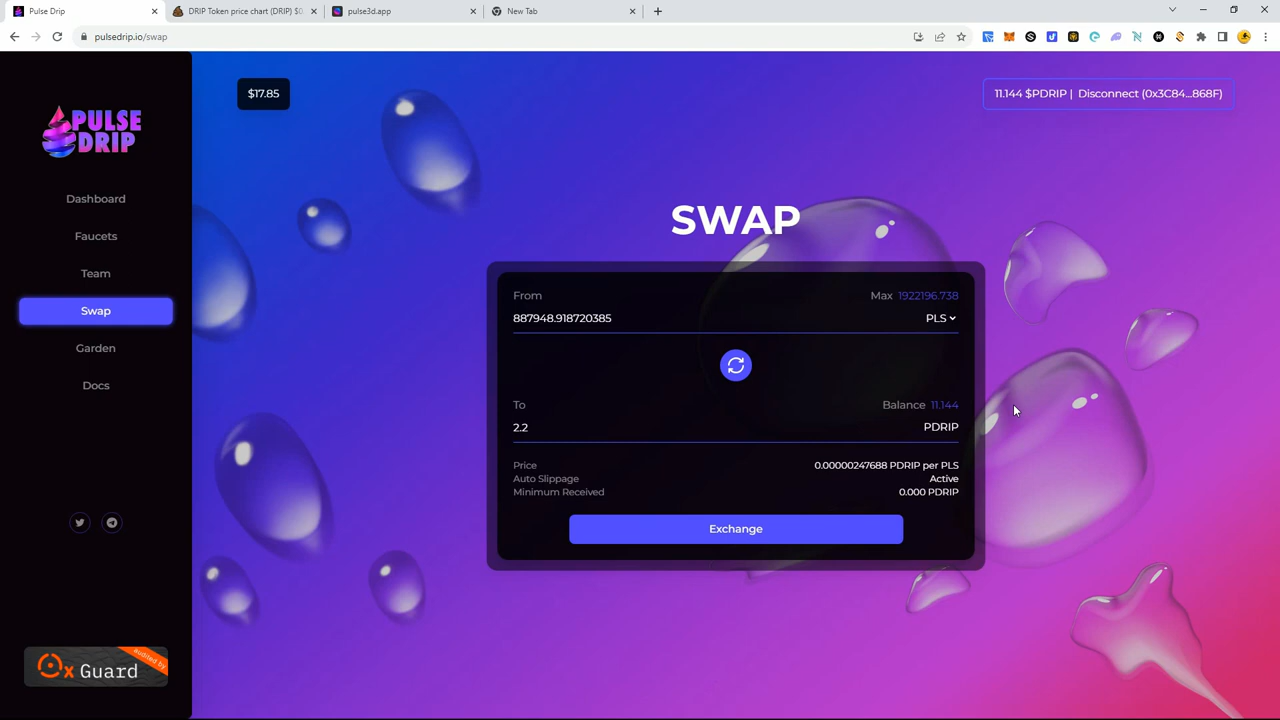 Pulse Drip
DRIP Token price chart (DRIP) $0
pulse3d.app
New Tab
pulsedrip.io/swap
$17.85
11.144 $PDRIP | Disconnect (0x3C84...868F)
PULSE
DRIP
Dashboard
Faucets
Team
Swap
Garden
Docs
SWAP
From
Max 1922196.738
887948.918720385
PLS
To
Balance 11.144
2.2
PDRIP
Price
0.00000247688 PDRIP per PLS
Auto Slippage
Active
Minimum Received
0.000 PDRIP
Exchange
audited by
0x Guard